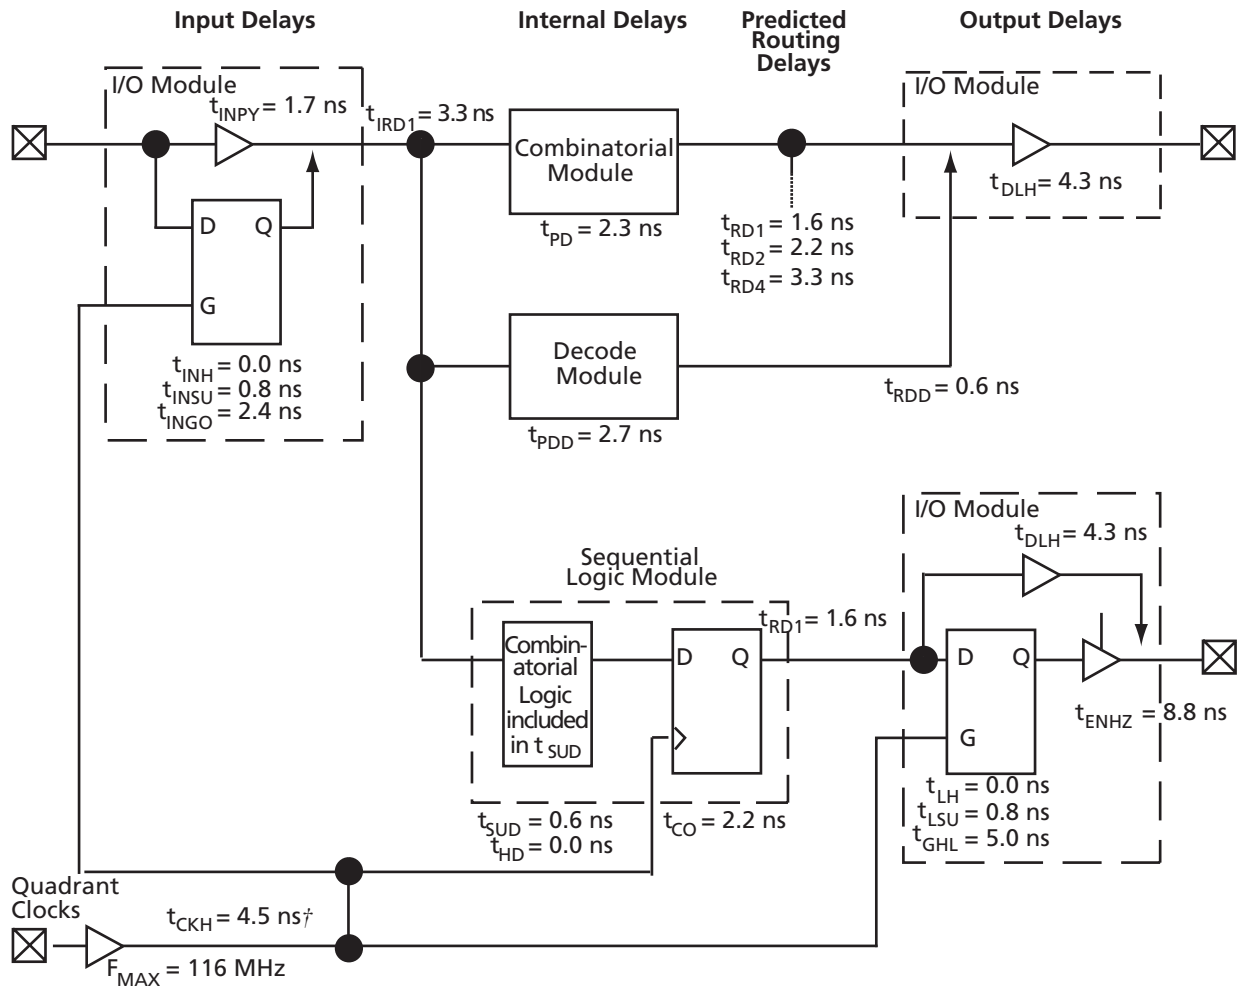 Input Delays
Internal Delays
Predicted
Routing
Delays
Output Delays
I/O Module
tINPY = 1.7 ns
tIRD1 = 3.3 ns
Combinatorial
Module
tPD = 2.3 ns
tRD1 = 1.6 ns
tRD2 = 2.2 ns
tRD4 = 3.3 ns
I/O Module
tDLH = 4.3 ns
D Q
G
tINH = 0.0 ns
tINSU = 0.8 ns
tINGO = 2.4 ns
Decode
Module
tPDD = 2.7 ns
tRDD = 0.6 ns
Sequential
Logic Module
Combin-
atorial
Logic
included
in tSUD
D Q
tRD1 = 1.6 ns
tSUD = 0.6 ns
tHD = 0.0 ns
tCO = 2.2 ns
I/O Module
tDLH = 4.3 ns
D Q
G
tENHZ = 8.8 ns
tLH = 0.0 ns
tLSU = 0.8 ns
tGHL = 5.0 ns
Quadrant
Clocks
tCKH = 4.5 ns†
FMAX = 116 MHz